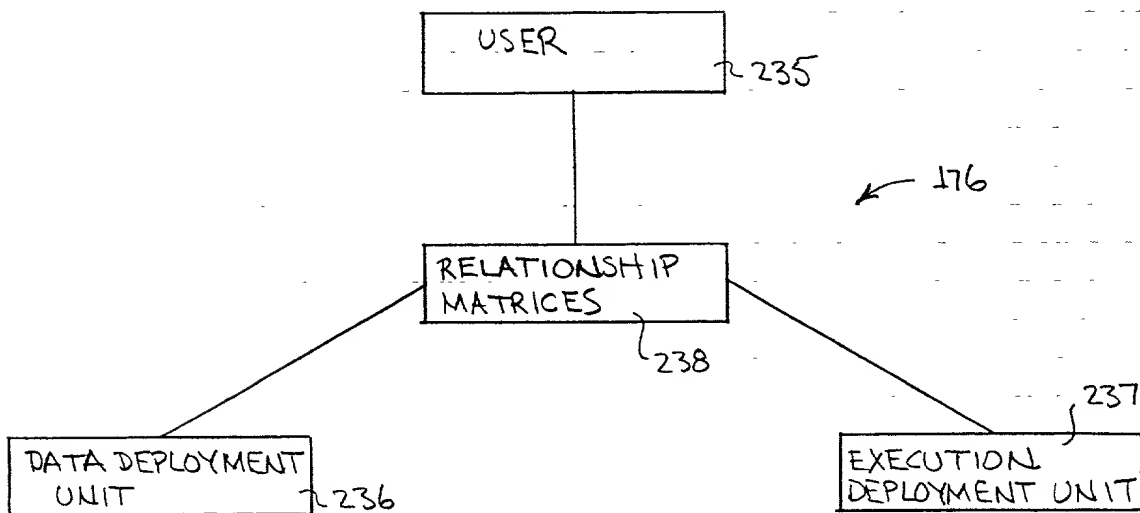 USER
235
176
RELATIONSHIP
MATRICES
238
237
DATA DEPLOYMENT
UNIT
236
EXECUTION
DEPLOYMENT UNIT